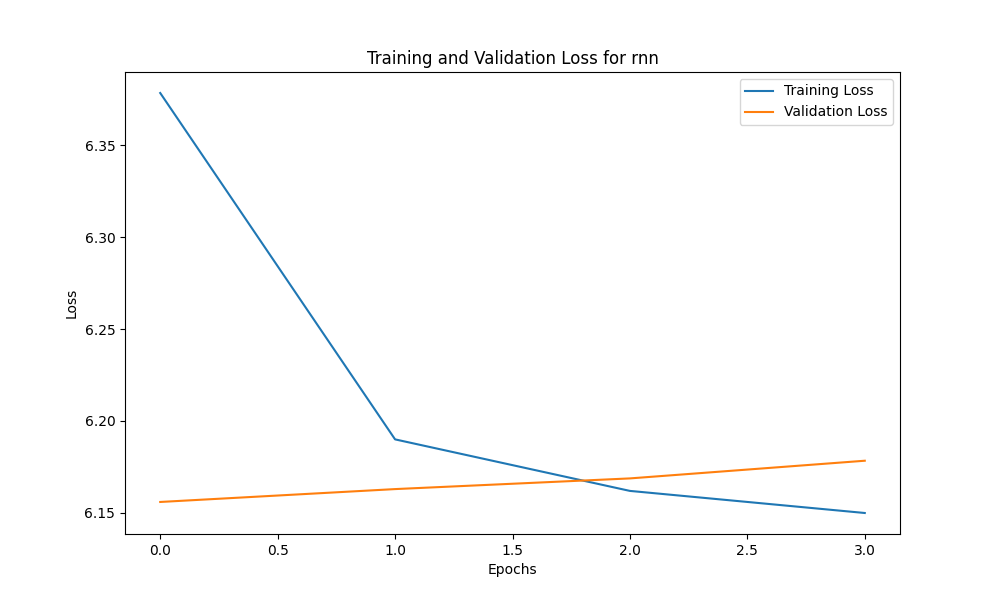 Training and Validation Loss for rnn
Training Loss
Validation Loss
Loss
6.35
6.30
6.25
6.20
6.15
0.0 0.5 1.0 1.5 2.0 2.5 3.0
Epochs